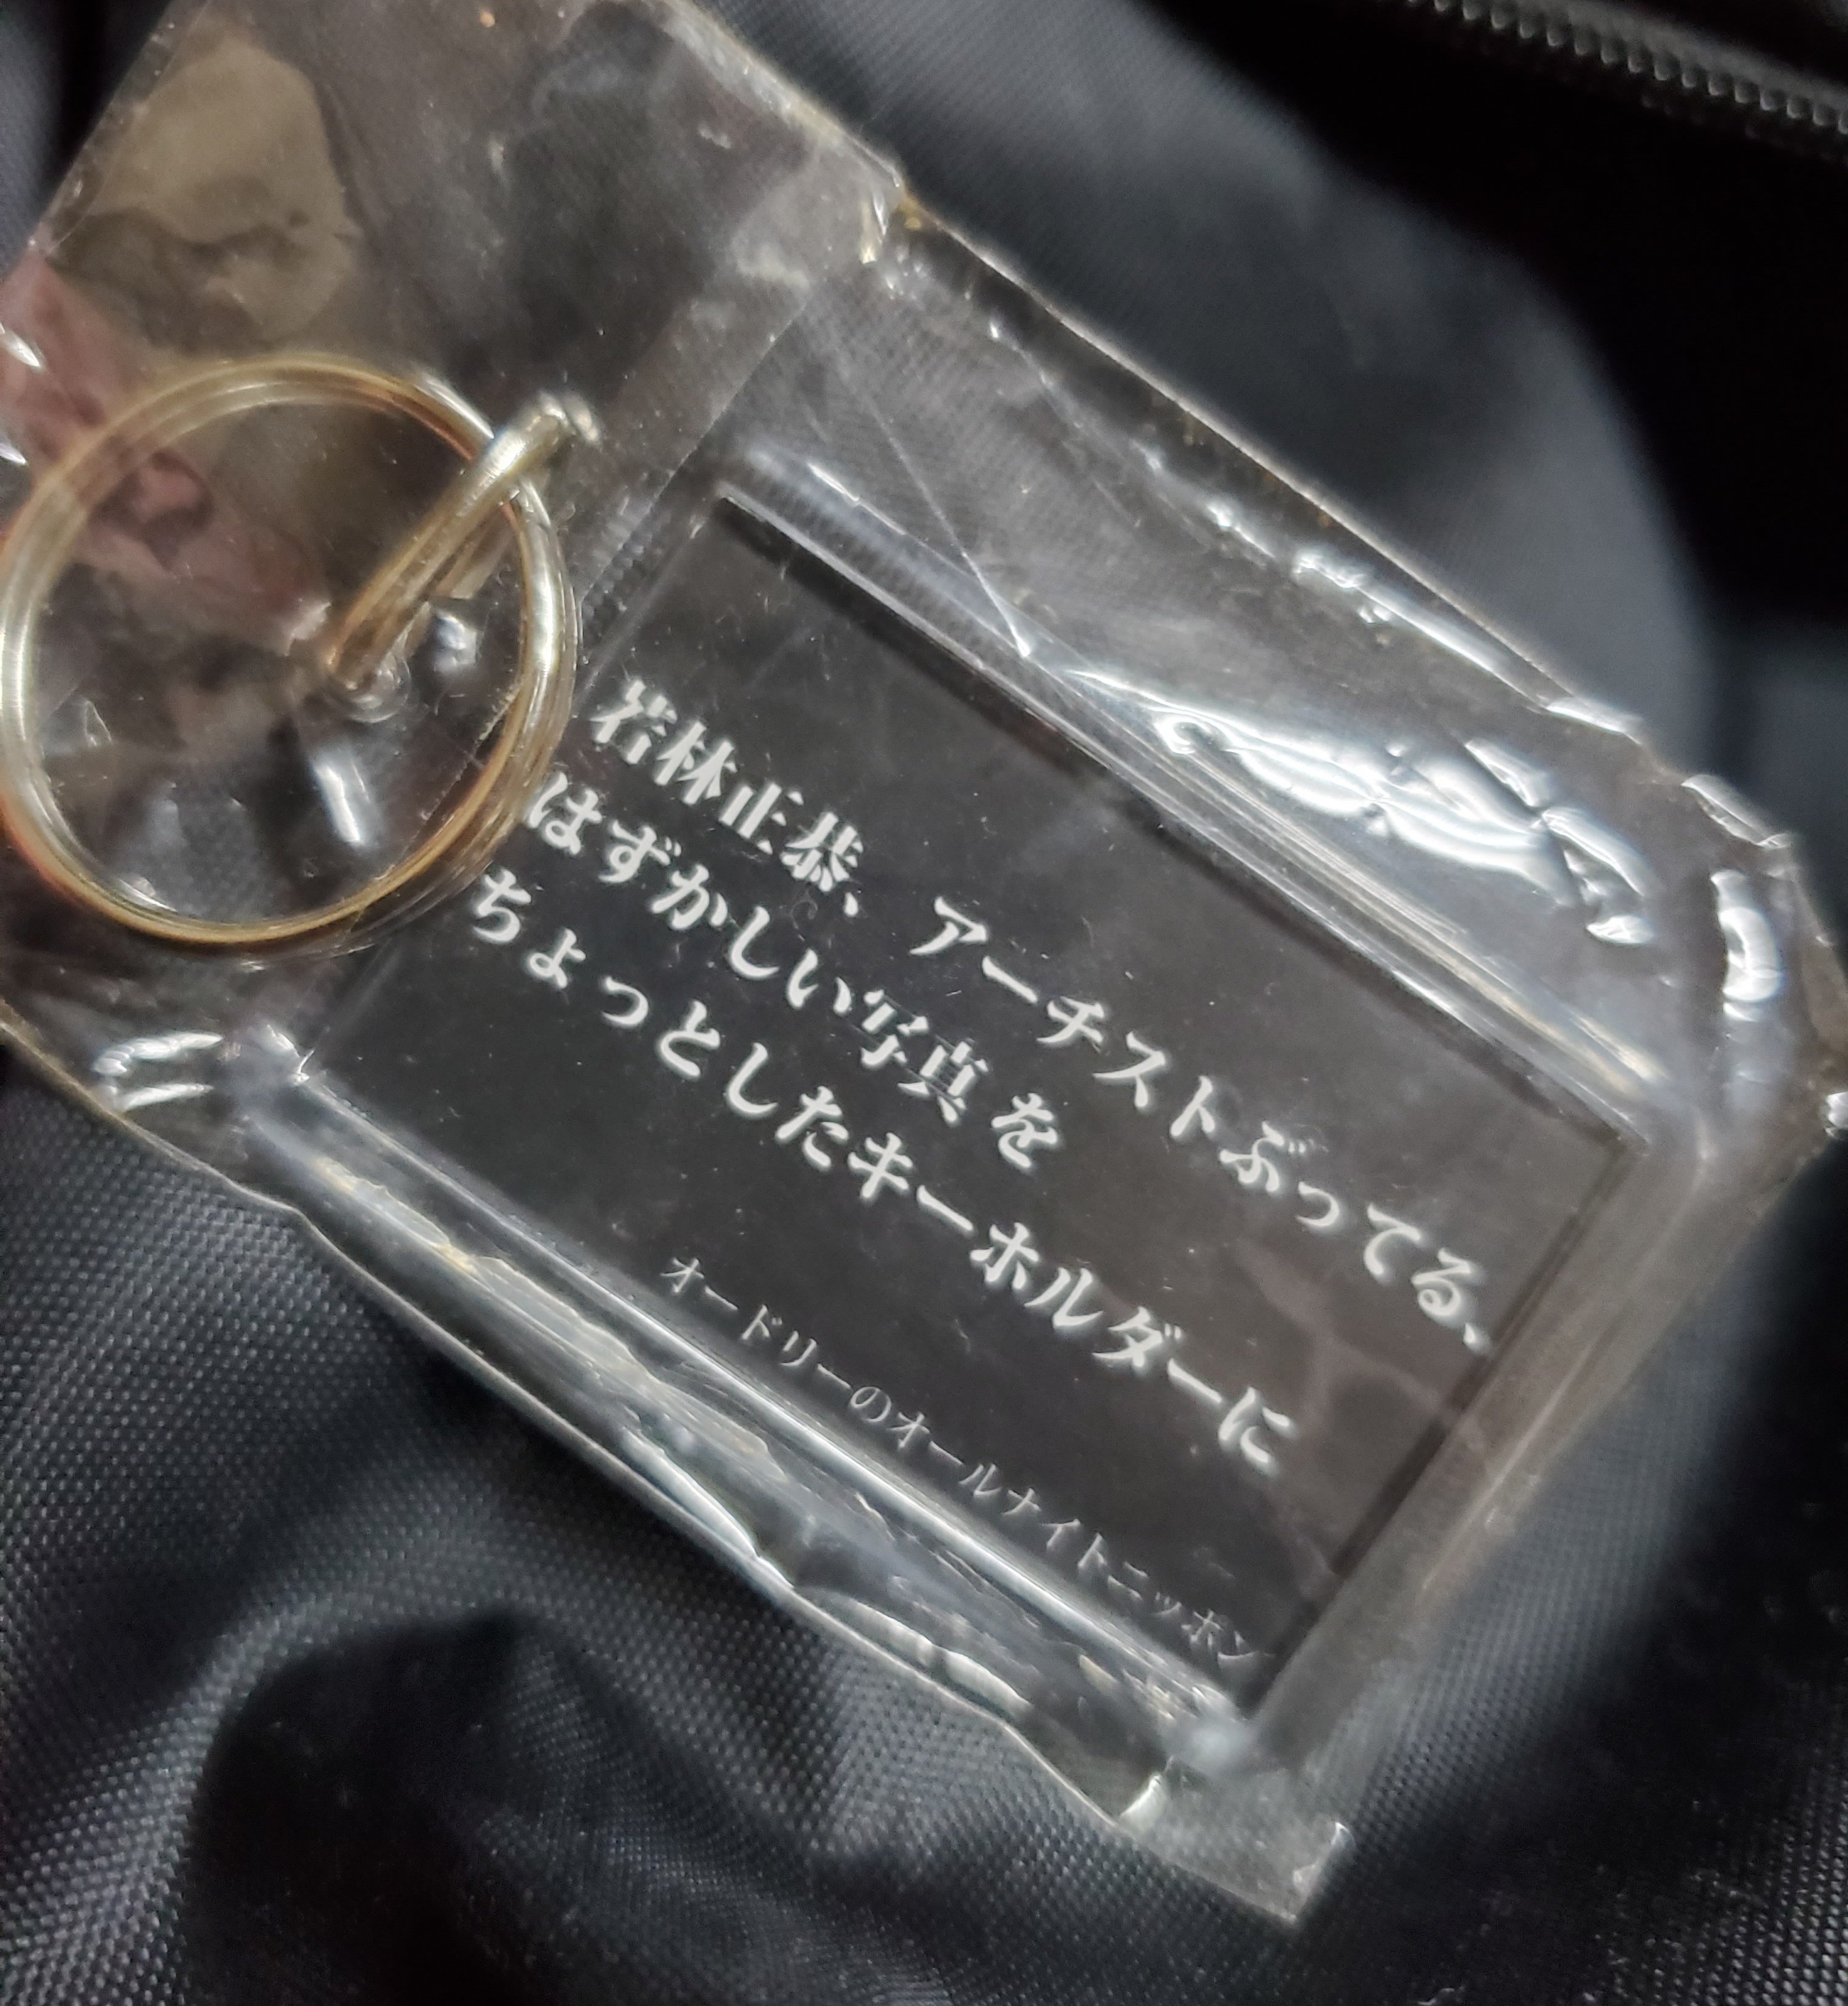 若林正恭、アーチストぶってる、
はずかしい写真を
ちょっとしたキーホルダーに
オードリーのオールナイトニッポン